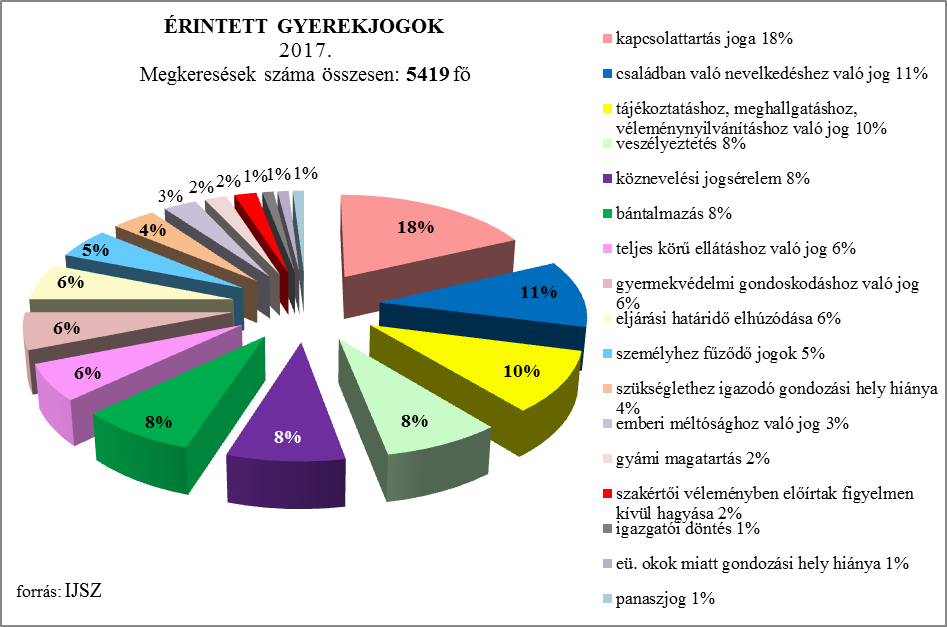 ÉRINTETT GYEREKJOGOK
2017.
Megkeresések száma összesen: 5419 fő
18%
11%
10%
8%
8%
8%
6%
6%
6%
5%
4%
3%
2%
2%
1%
1%
1%
kapcsolattartás joga 18%
családban való nevelkedéshez való jog 11%
tájékoztatáshoz, meghallgatáshoz,
véleménynyilvánításhoz való jog 10%
veszélyeztetés 8%
köznevelési jogsérelem 8%
bántalmazás 8%
teljes körű ellátáshoz való jog 6%
gyermekvédelmi gondoskodáshoz való jog
6%
eljárási határidő elhúzódása 6%
személyhez fűződő jogok 5%
szükséglethez igazodó gondozási hely hiánya
4%
emberi méltósághoz való jog 3%
gyámi magatartás 2%
szakértői véleményben előírtak figyelmen
kívül hagyása 2%
igazgatói döntés 1%
eü. okok miatt gondozási hely hiánya 1%
panaszjog 1%
forrás: IJSZ